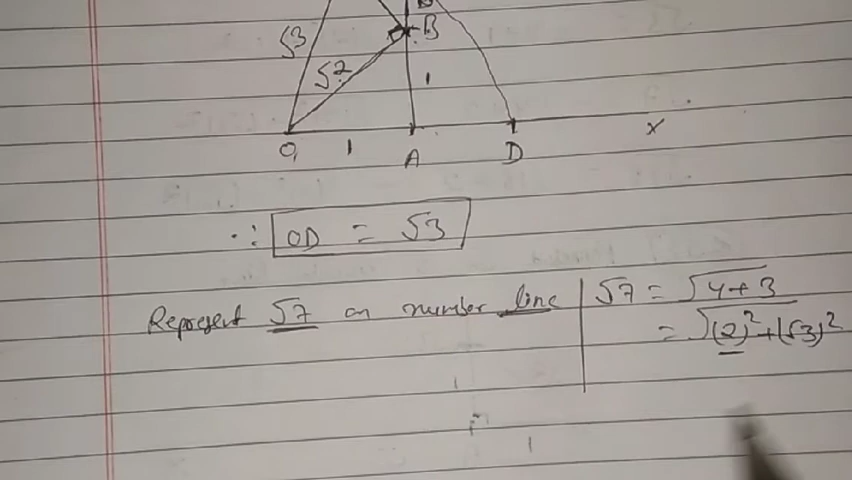 √3
B
√2
1
O 1 A D X
∴ OD = √3
Represent √7 on number line
√7 = √4+3
= √(2)²+(√3)²